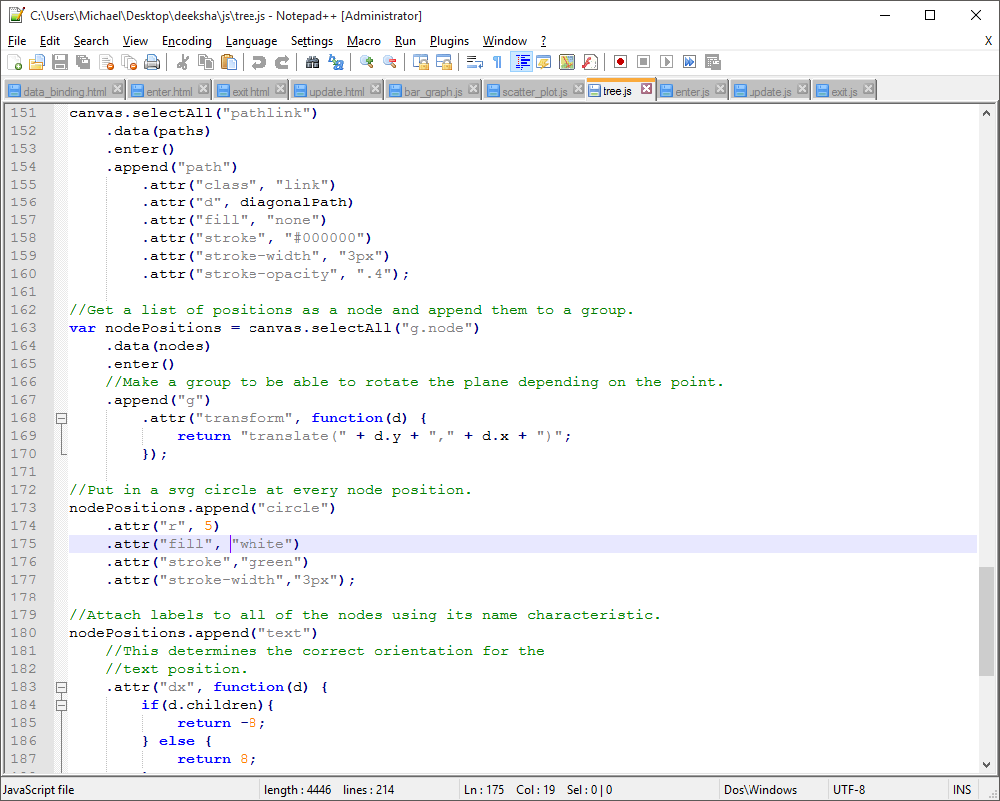 C:\Users\Michael\Desktop\deeksha\js\tree.js - Notepad++ [Administrator]
File Edit Search View Encoding Language Settings Macro Run Plugins Window ? X
data_binding.html enter.html exit.html update.html bar_graph.js scatter_plot.js tree.js enter.js update.js exit.js
151 canvas.selectAll("pathlink")
152     .data(paths)
153     .enter()
154     .append("path")
155         .attr("class", "link")
156         .attr("d", diagonalPath)
157         .attr("fill", "none")
158         .attr("stroke", "#000000")
159         .attr("stroke-width", "3px")
160         .attr("stroke-opacity", ".4");
161
162 //Get a list of positions as a node and append them to a group.
163 var nodePositions = canvas.selectAll("g.node")
164     .data(nodes)
165     .enter()
166     //Make a group to be able to rotate the plane depending on the point.
167     .append("g")
168         .attr("transform", function(d) {
169             return "translate(" + d.y + "," + d.x + ")";
170         });
171
172 //Put in a svg circle at every node position.
173 nodePositions.append("circle")
174     .attr("r", 5)
175     .attr("fill", "white")
176     .attr("stroke","green")
177     .attr("stroke-width","3px");
178
179 //Attach labels to all of the nodes using its name characteristic.
180 nodePositions.append("text")
181     //This determines the correct orientation for the
182     //text position.
183     .attr("dx", function(d) {
184         if(d.children){
185             return -8;
186         } else {
187             return 8;
JavaScript file length : 4446 lines : 214 Ln : 175 Col : 19 Sel : 0 | 0 Dos\Windows UTF-8 INS